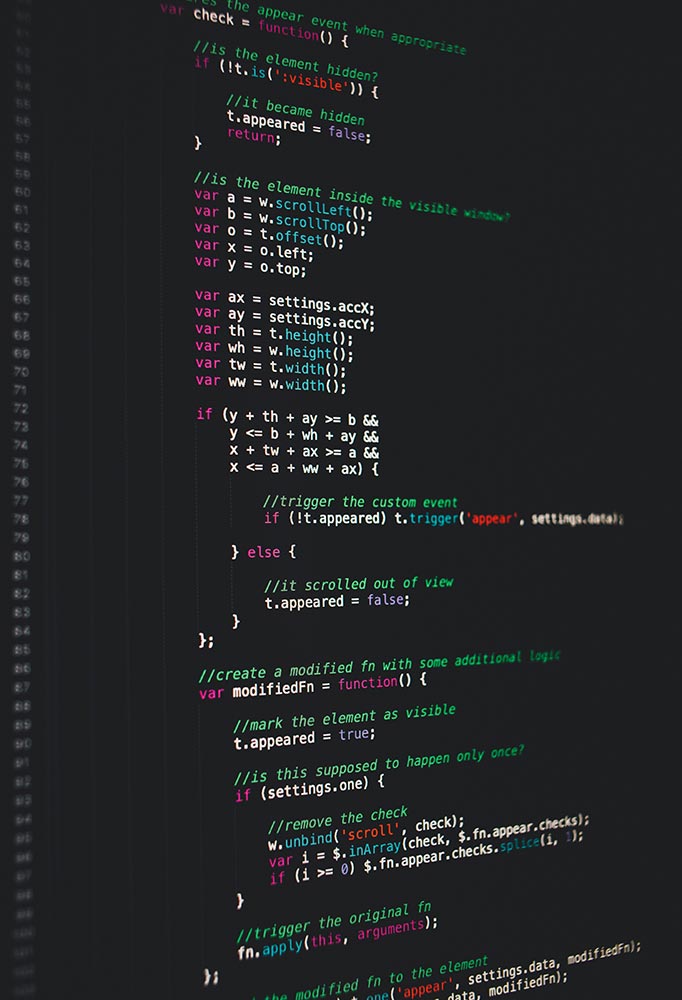 the appear event when appropriate
var check = function() {
//is the element hidden?
if (!t.is(':visible')) {
//it became hidden
t.appeared = false;
return;
}
//is the element inside the visible window?
var a = w.scrollLeft();
var b = w.scrollTop();
var o = t.offset();
var x = o.left;
var y = o.top;
var ax = settings.accX;
var ay = settings.accY;
var th = t.height();
var wh = w.height();
var tw = t.width();
var ww = w.width();
if (y + th + ay >= b &&
y <= b + wh + ay &&
x + tw + ax >= a &&
x <= a + ww + ax) {
//trigger the custom event
if (!t.appeared) t.trigger('appear', settings.data);
} else {
//it scrolled out of view
t.appeared = false;
}
};
//create a modified fn with some additional logic
var modifiedFn = function() {
//mark the element as visible
t.appeared = true;
//is this supposed to happen only once?
if (settings.one) {
//remove the check
w.unbind('scroll', check);
var i = $.inArray(check, $.fn.appear.checks);
if (i >= 0) $.fn.appear.checks.splice(i, 1);
}
//trigger the original fn
fn.apply(this, arguments);
};
the modified fn to the element
one('appear', settings.data, modifiedFn);
data, modifiedFn);